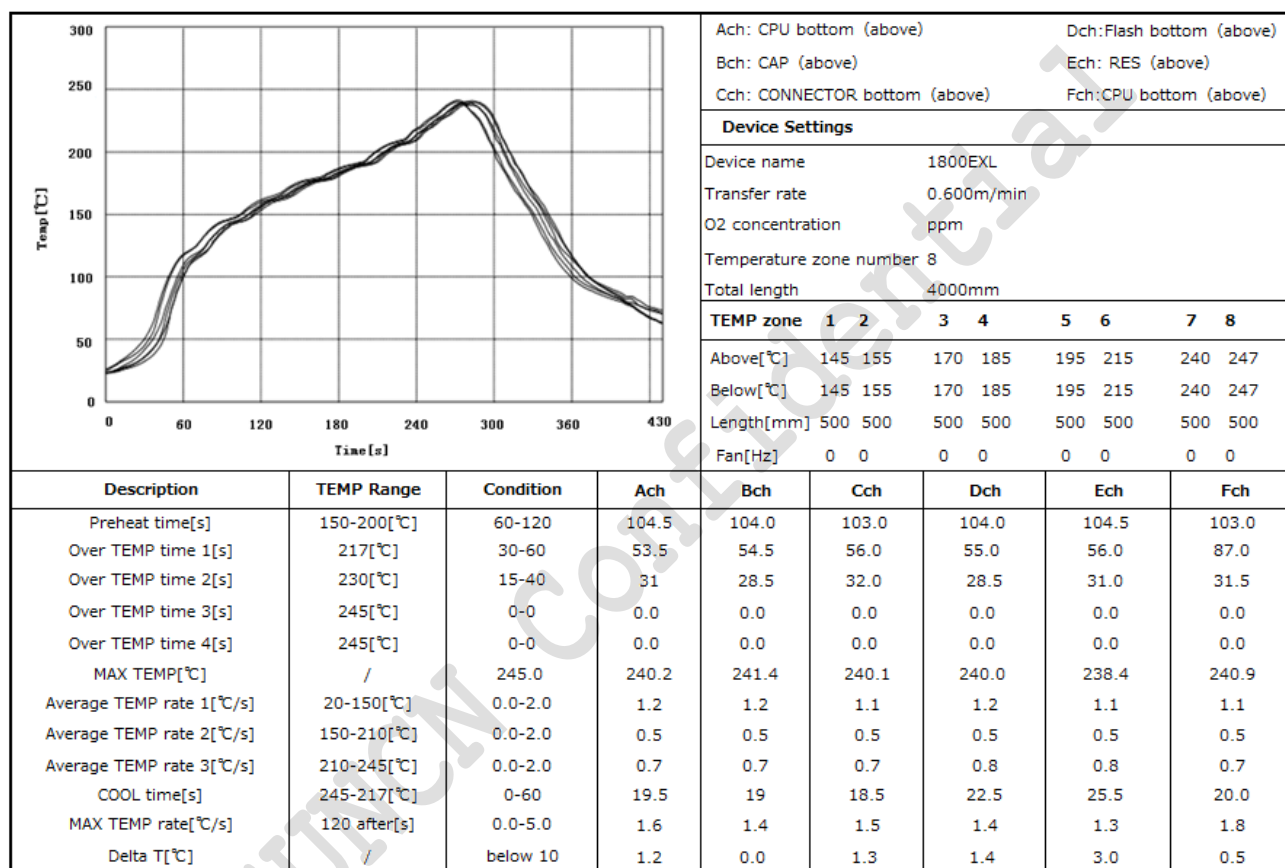 300
250
200
150
100
50
0
Temp[℃]
0 60 120 180 240 300 360 430
Time[s]
Ach: CPU bottom (above) Dch:Flash bottom (above)
Bch: CAP (above) Ech: RES (above)
Cch: CONNECTOR bottom (above) Fch:CPU bottom (above)
Device Settings
Device name 1800EXL
Transfer rate 0.600m/min
O2 concentration ppm
Temperature zone number 8
Total length 4000mm
TEMP zone 1 2 3 4 5 6 7 8
Above[℃] 145 155 170 185 195 215 240 247
Below[℃] 145 155 170 185 195 215 240 247
Length[mm] 500 500 500 500 500 500 500 500
Fan[Hz] 0 0 0 0 0 0 0 0
Description TEMP Range Condition Ach Bch Cch Dch Ech Fch
Preheat time[s] 150-200[℃] 60-120 104.5 104.0 103.0 104.0 104.5 103.0
Over TEMP time 1[s] 217[℃] 30-60 53.5 54.5 56.0 55.0 56.0 87.0
Over TEMP time 2[s] 230[℃] 15-40 31 28.5 32.0 28.5 31.0 31.5
Over TEMP time 3[s] 245[℃] 0-0 0.0 0.0 0.0 0.0 0.0 0.0
Over TEMP time 4[s] 245[℃] 0-0 0.0 0.0 0.0 0.0 0.0 0.0
MAX TEMP[℃] / 245.0 240.2 241.4 240.1 240.0 238.4 240.9
Average TEMP rate 1[℃/s] 20-150[℃] 0.0-2.0 1.2 1.2 1.1 1.2 1.1 1.1
Average TEMP rate 2[℃/s] 150-210[℃] 0.0-2.0 0.5 0.5 0.5 0.5 0.5 0.5
Average TEMP rate 3[℃/s] 210-245[℃] 0.0-2.0 0.7 0.7 0.7 0.8 0.8 0.7
COOL time[s] 245-217[℃] 0-60 19.5 19 18.5 22.5 25.5 20.0
MAX TEMP rate[℃/s] 120 after[s] 0.0-5.0 1.6 1.4 1.5 1.4 1.3 1.8
Delta T[℃] / below 10 1.2 0.0 1.3 1.4 3.0 0.5
Confidential